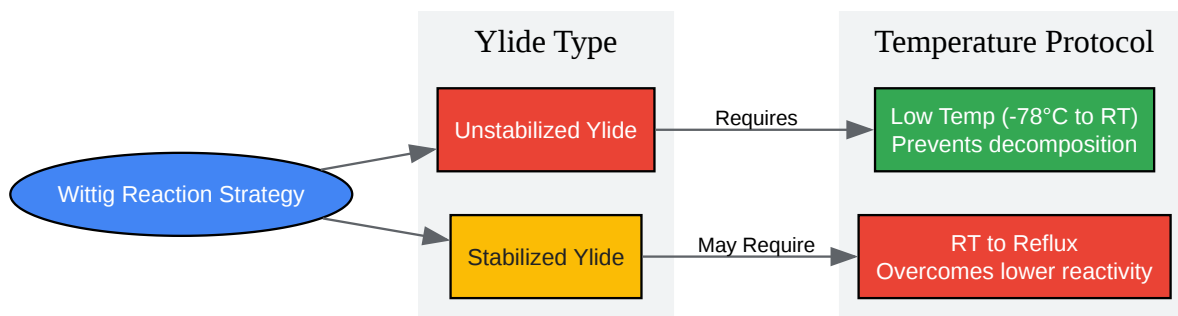 Ylide Type
Temperature Protocol
Wittig Reaction Strategy
Unstabilized Ylide
Requires
Low Temp (-78°C to RT)
Prevents decomposition
Stabilized Ylide
May Require
RT to Reflux
Overcomes lower reactivity